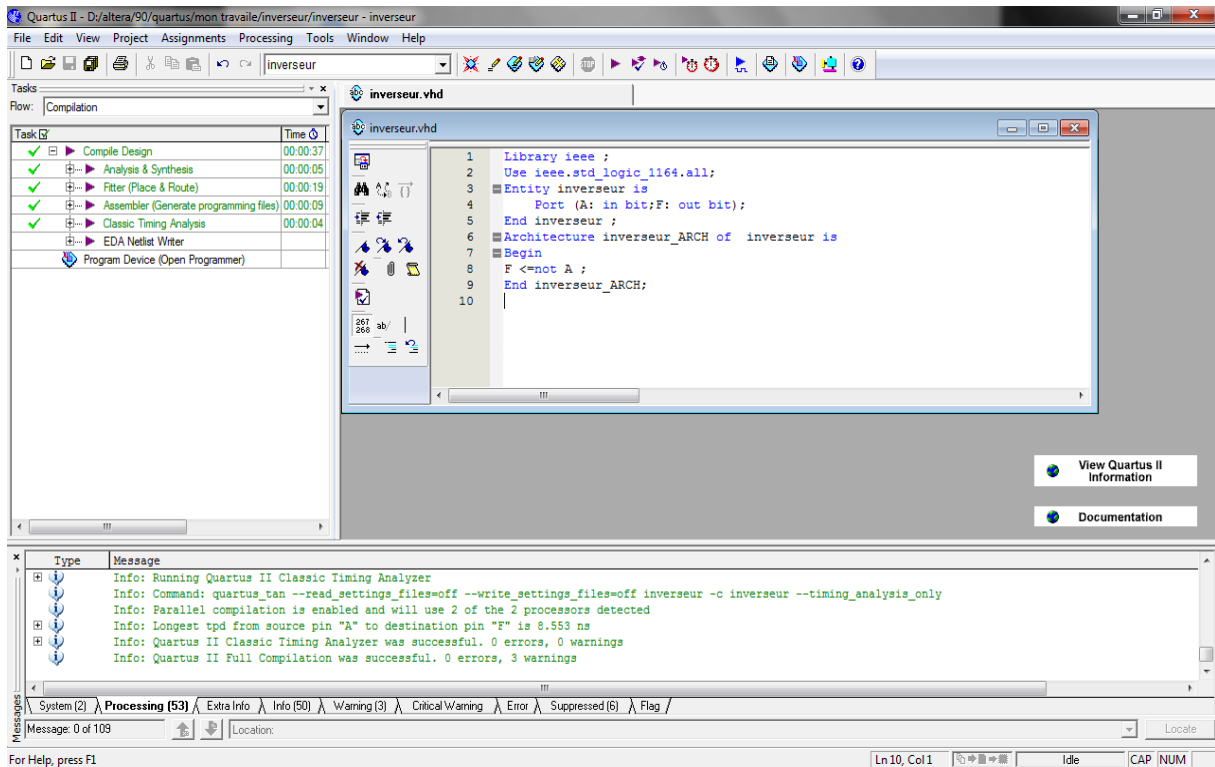 Quartus II - D:/altera/90/quartus/mon travaile/inverseur/inverseur - inverseur
File Edit View Project Assignments Processing Tools Window Help
inverseur
Tasks
Flow: Compilation
Task Time
Compile Design 00:00:37
Analysis & Synthesis 00:00:05
Fitter (Place & Route) 00:00:19
Assembler (Generate programming files) 00:00:09
Classic Timing Analysis 00:00:04
EDA Netlist Writer
Program Device (Open Programmer)
inverseur.vhd
inverseur.vhd
267
268 ab/
1 Library ieee ;
2 Use ieee.std_logic_1164.all;
3 Entity inverseur is
4 Port (A: in bit;F: out bit);
5 End inverseur ;
6 Architecture inverseur_ARCH of  inverseur is
7 Begin
8 F <=not A ;
9 End inverseur_ARCH;
10
View Quartus II
Information
Documentation
Type Message
Info: Running Quartus II Classic Timing Analyzer
Info: Command: quartus_tan --read_settings_files=off --write_settings_files=off inverseur -c inverseur --timing_analysis_only
Info: Parallel compilation is enabled and will use 2 of the 2 processors detected
Info: Longest tpd from source pin "A" to destination pin "F" is 8.553 ns
Info: Quartus II Classic Timing Analyzer was successful. 0 errors, 0 warnings
Info: Quartus II Full Compilation was successful. 0 errors, 3 warnings
System (2) Processing (53) Extra Info Info (50) Warning (3) Critical Warning Error Suppressed (6) Flag
Messages
Message: 0 of 109 Location: Locate
For Help, press F1 Ln 10, Col 1 Idle CAP NUM